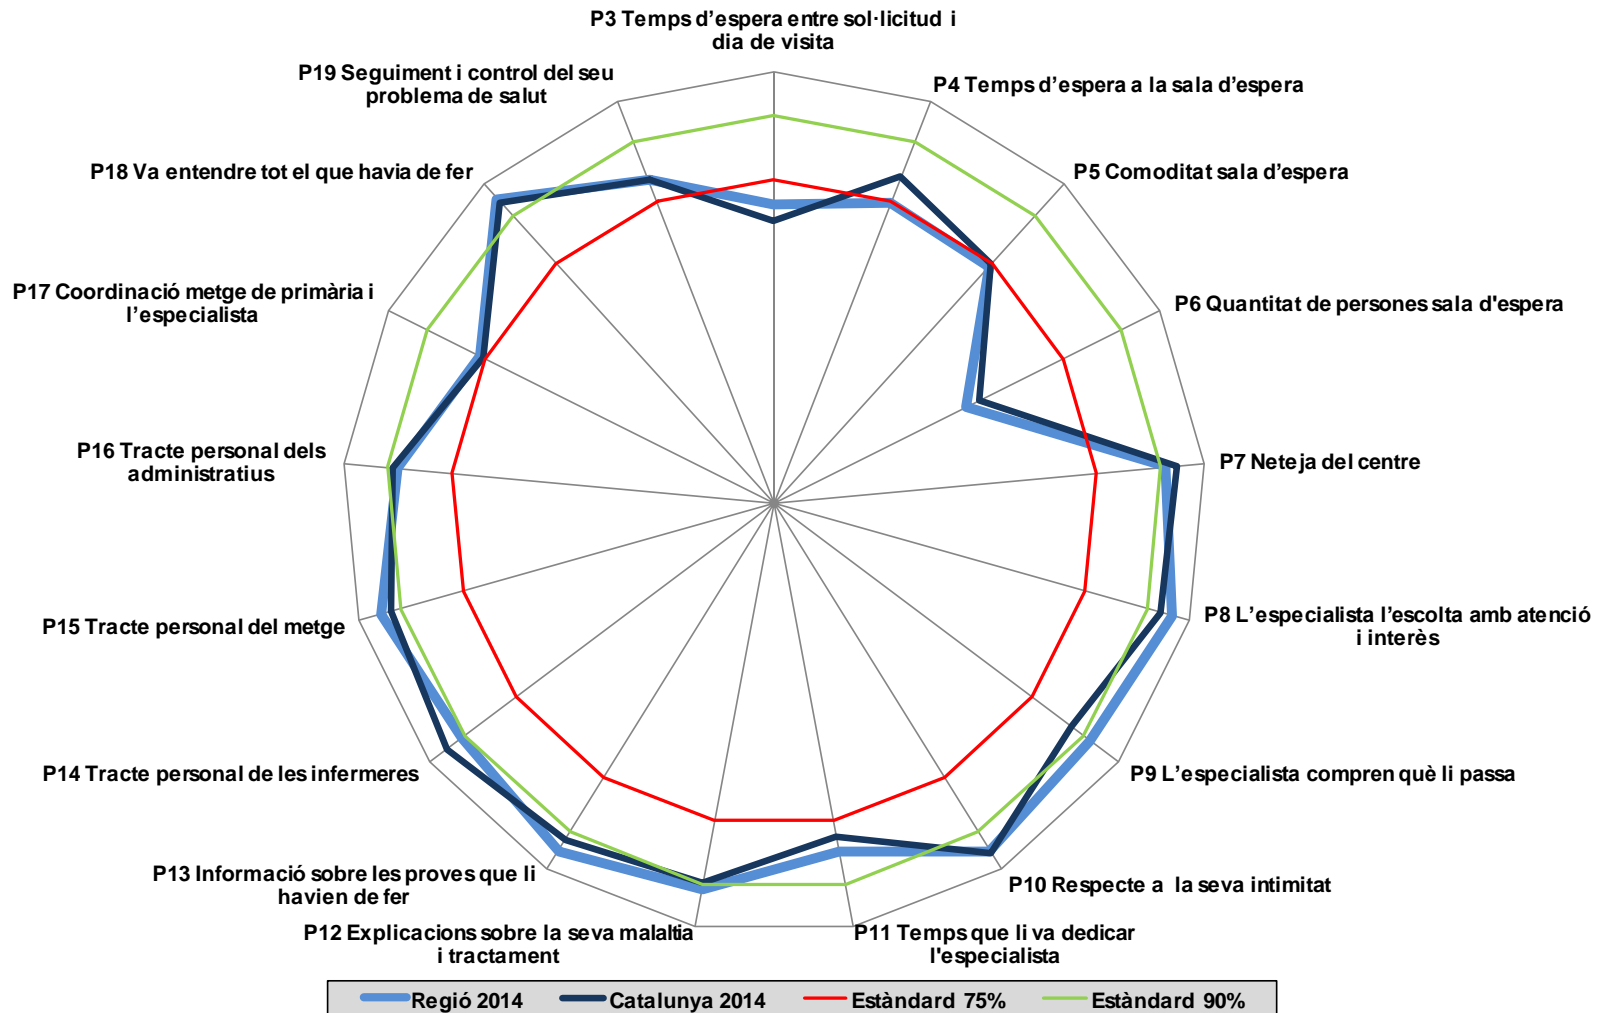 P3 Temps d’espera entre sol·licitud i
dia de visita
P4 Temps d’espera a la sala d’espera
P5 Comoditat sala d’espera
P6 Quantitat de persones sala d'espera
P7 Neteja del centre
P8 L’especialista l’escolta amb atenció
i interès
P9 L’especialista compren què li passa
P10 Respecte a la seva intimitat
P11 Temps que li va dedicar
l'especialista
P12 Explicacions sobre la seva malaltia
i tractament
P13 Informació sobre les proves que li
havien de fer
P14 Tracte personal de les infermeres
P15 Tracte personal del metge
P16 Tracte personal dels
administratius
P17 Coordinació metge de primària i
l’especialista
P18 Va entendre tot el que havia de fer
P19 Seguiment i control del seu
problema de salut
Regió 2014 Catalunya 2014 Estàndard 75% Estàndard 90%